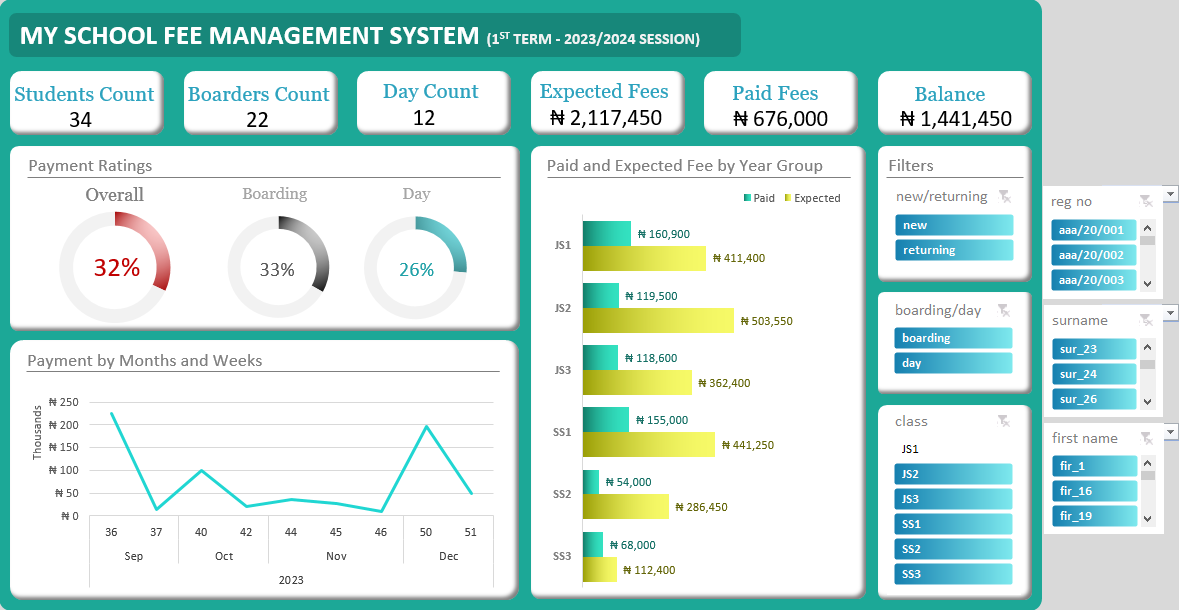 MY SCHOOL FEE MANAGEMENT SYSTEM (1ST TERM - 2023/2024 SESSION)
Students Count
34
Boarders Count
22
Day Count
12
Expected Fees
₦ 2,117,450
Paid Fees
₦ 676,000
Balance
₦ 1,441,450
Payment Ratings
Overall
32%
Boarding
33%
Day
26%
Payment by Months and Weeks
Thousands
₦ 250
₦ 200
₦ 150
₦ 100
₦ 50
₦ 0
36 37 40 42 44 45 46 50 51
Sep Oct Nov Dec
2023
Paid and Expected Fee by Year Group
Paid Expected
JS1
₦ 160,900
₦ 411,400
JS2
₦ 119,500
₦ 503,550
JS3
₦ 118,600
₦ 362,400
SS1
₦ 155,000
₦ 441,250
SS2
₦ 54,000
₦ 286,450
SS3
₦ 68,000
₦ 112,400
Filters
new/returning
new
returning
boarding/day
boarding
day
class
JS1
JS2
JS3
SS1
SS2
SS3
reg no
aaa/20/001
aaa/20/002
aaa/20/003
surname
sur_23
sur_24
sur_26
first name
fir_1
fir_16
fir_19